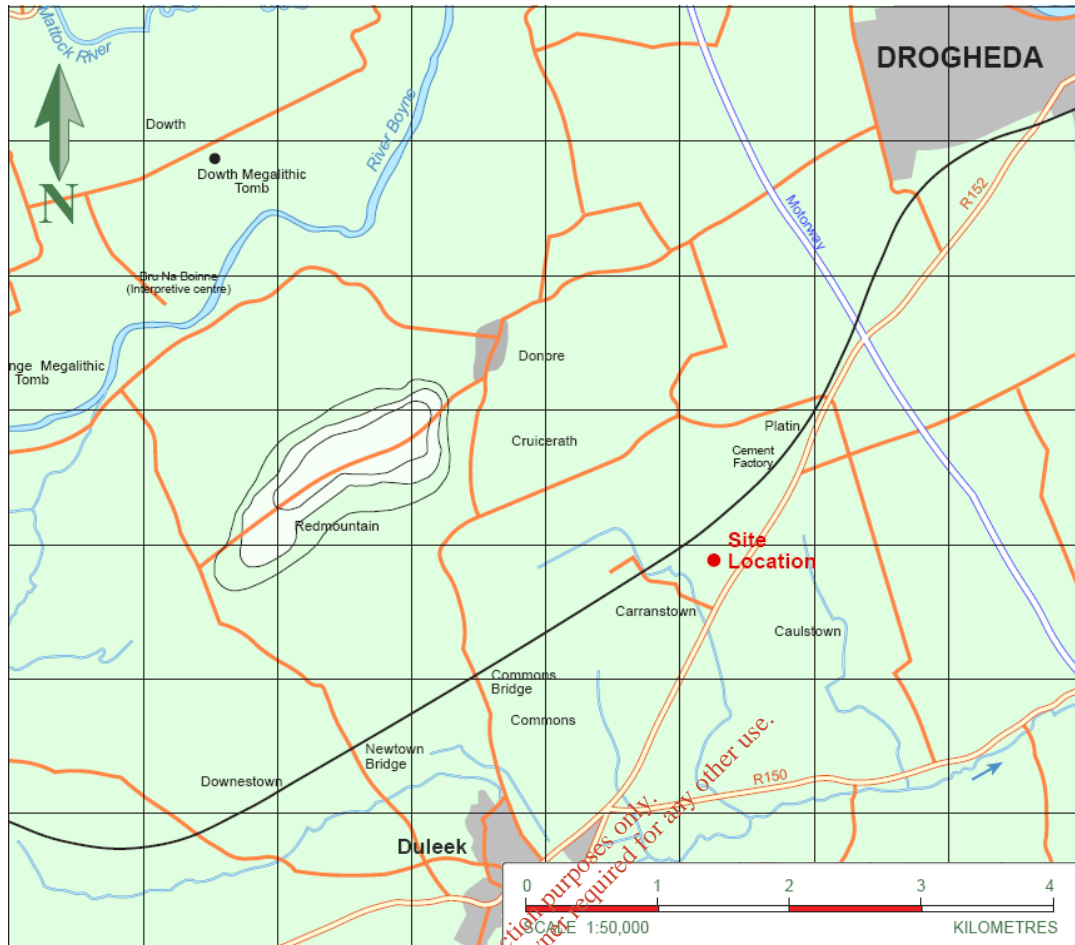 Mattock River
DROGHEDA
River Boyne
Dowth
Dowth Megalithic
Tomb
N
R152
Motorway
Bru Na Boinne
(Interpretive centre)
Donore
nge Megalithic
Tomb
Platin
Cruicerath
Cement
Factory
Redmountain
Site
Location
Carranstown
Caulstown
Commons
Bridge
Commons
Newtown
Bridge
R150
Downestown
Duleek
ction purposes only.
ner required for any other use.
0 1 2 3 4
SCALE 1:50,000 KILOMETRES